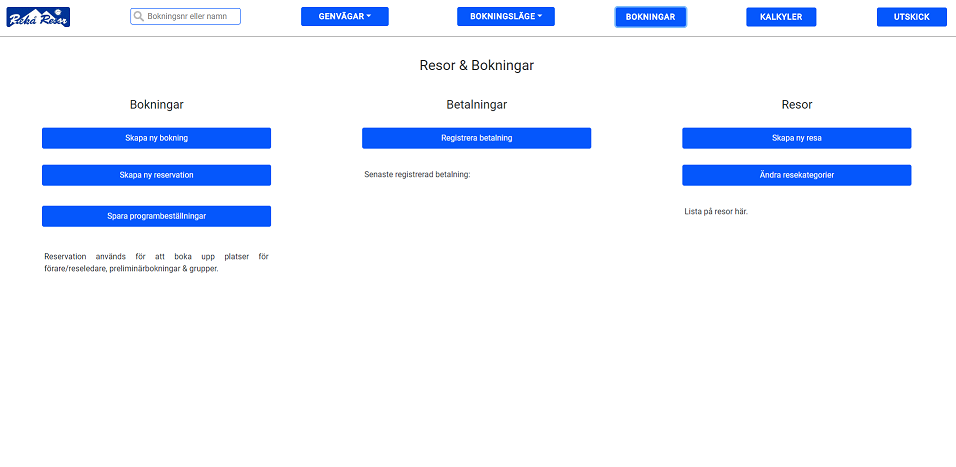 Pitkä Resor
Bokningsnr eller namn
GENVÄGAR
BOKNINGSLÄGE
BOKNINGAR
KALKYLER
UTSKICK
Resor & Bokningar
Bokningar
Skapa ny bokning
Skapa ny reservation
Spara programbeställningar
Reservation används för att boka upp platser för
förare/reseledare, preliminärbokningar & grupper.
Betalningar
Registrera betalning
Senaste registrerad betalning:
Resor
Skapa ny resa
Ändra resekategorier
Lista på resor här.